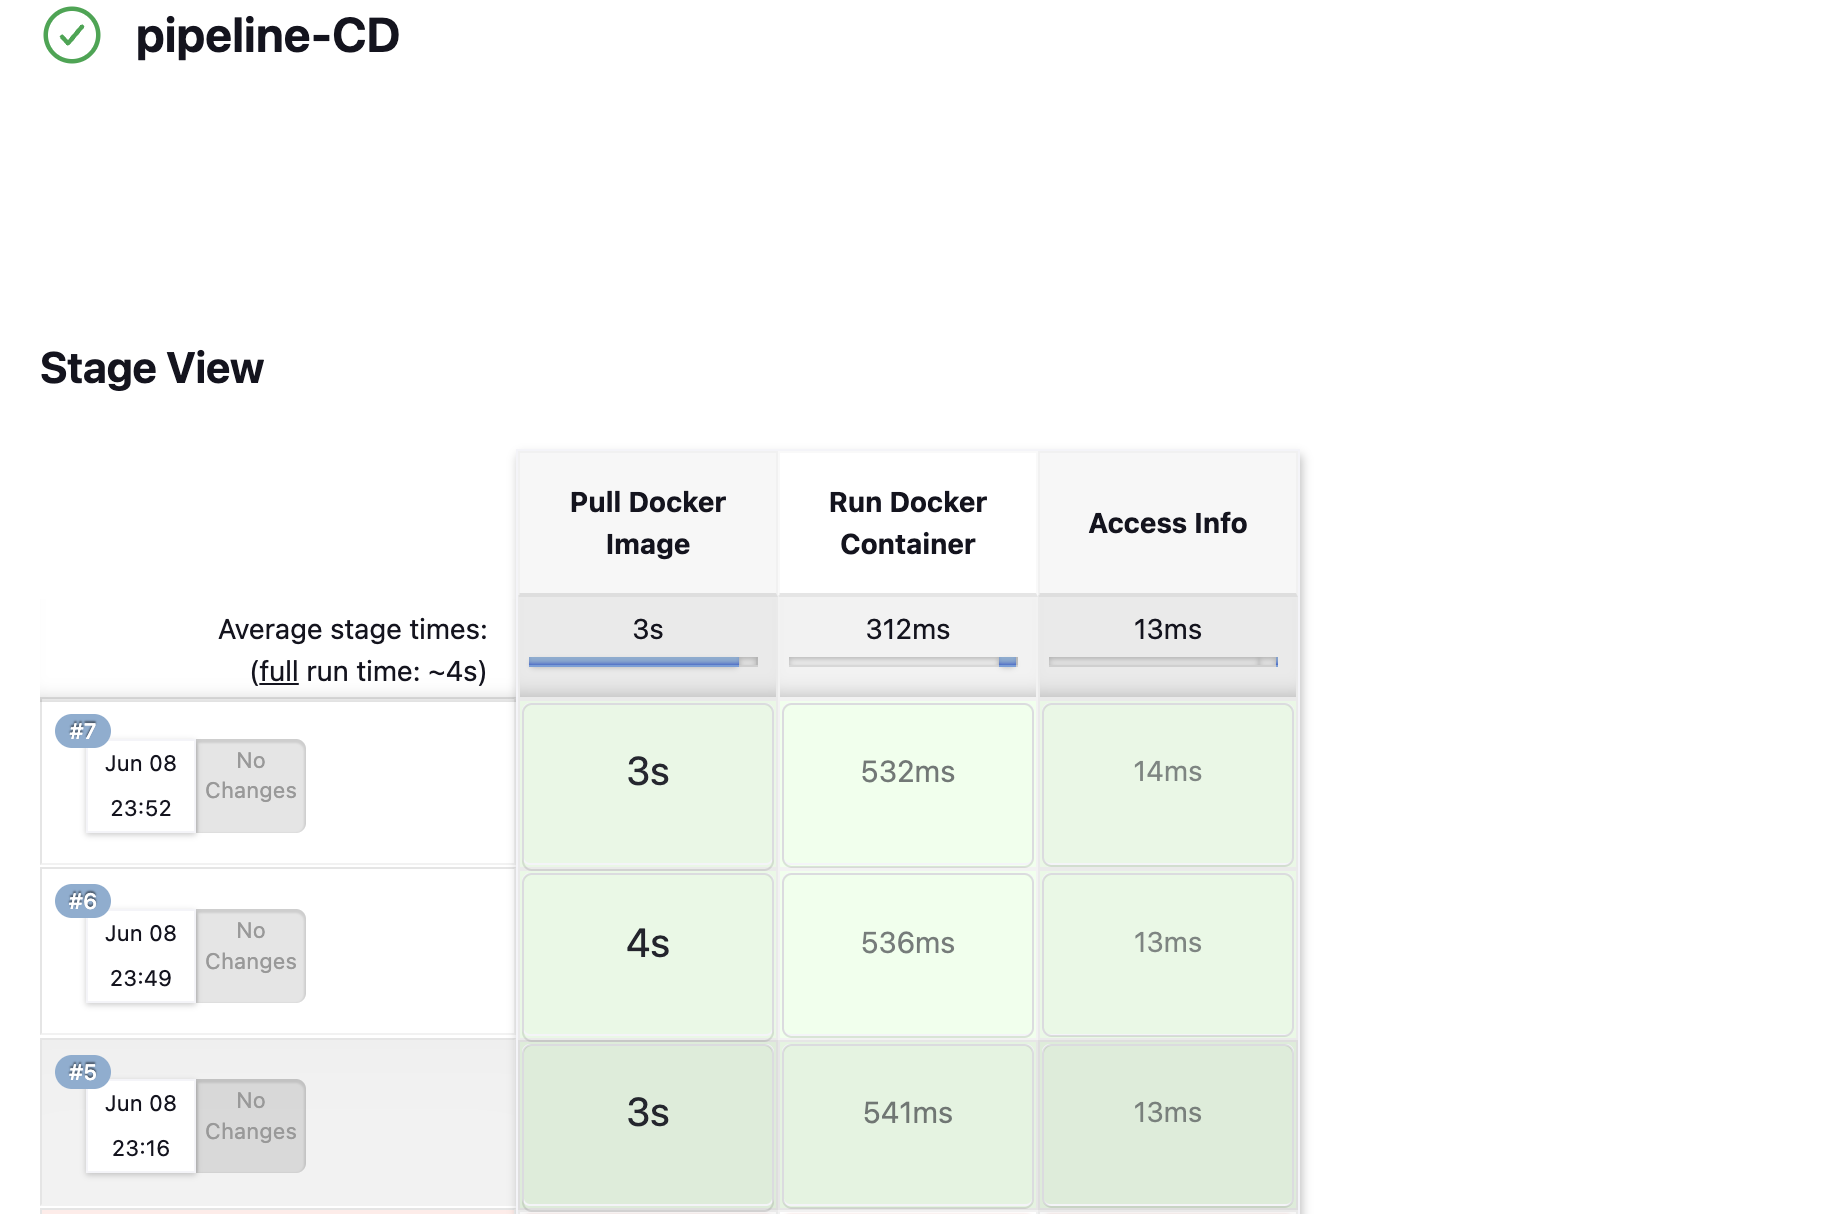 pipeline-CD
Stage View
Pull Docker
Image
Run Docker
Container
Access Info
Average stage times:
(full run time: ~4s)
3s
312ms
13ms
#7
Jun 08
23:52
No
Changes
3s
532ms
14ms
#6
Jun 08
23:49
No
Changes
4s
536ms
13ms
#5
Jun 08
23:16
No
Changes
3s
541ms
13ms